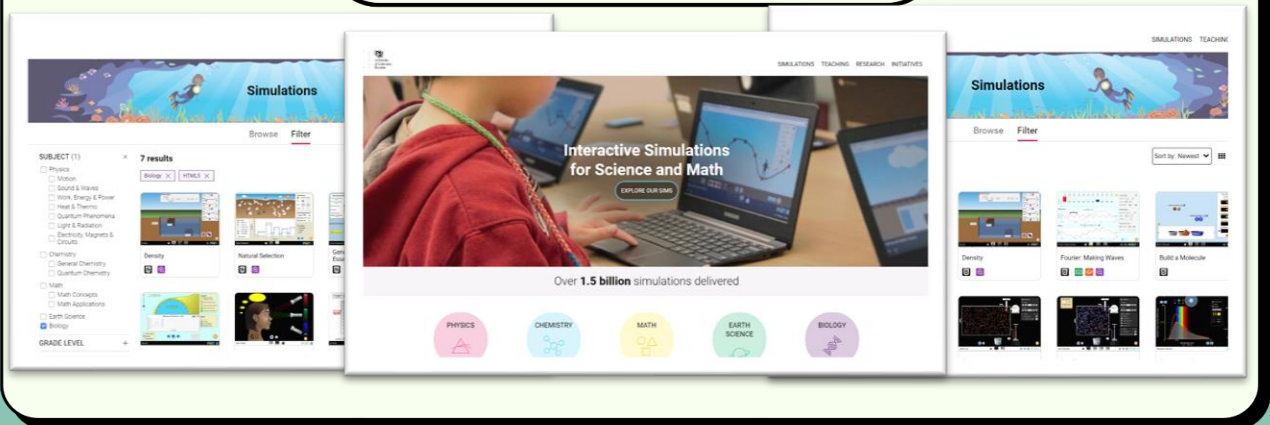 Simulations
Browse Filter
SUBJECT (1) ×
Physics
Motion
Sound & Waves
Work, Energy & Power
Heat & Thermo
Quantum Phenomena
Light & Radiation
Electricity, Magnets &
Circuits
Chemistry
General Chemistry
Quantum Chemistry
Math
Math Concepts
Math Applications
Earth Science
Biology
GRADE LEVEL +
7 results
Biology × HTML5 ×
Density
Natural Selection
SIMULATIONS TEACHING RESEARCH INITIATIVES
Interactive Simulations
for Science and Math
EXPLORE OUR SIMS
Over 1.5 billion simulations delivered
PHYSICS
CHEMISTRY
MATH
EARTH
SCIENCE
BIOLOGY
SIMULATIONS TEACHING
Simulations
Browse Filter
Sort by: Newest
Density
Fourier: Making Waves
Build a Molecule